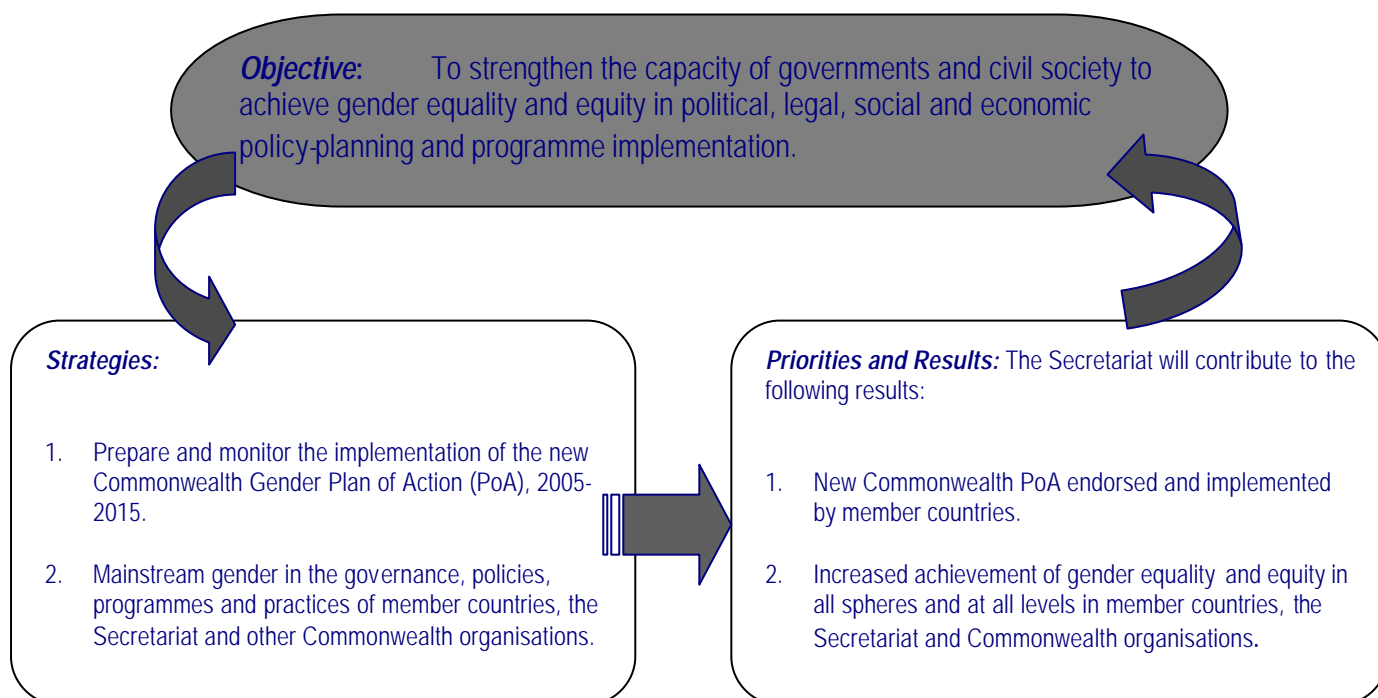 Objective: To strengthen the capacity of governments and civil society to
achieve gender equality and equity in political, legal, social and economic
policy-planning and programme implementation.
Strategies:
1. Prepare and monitor the implementation of the new
Commonwealth Gender Plan of Action (PoA), 2005-
2015.
2. Mainstream gender in the governance, policies,
programmes and practices of member countries, the
Secretariat and other Commonwealth organisations.
Priorities and Results: The Secretariat will contribute to the
following results:
1. New Commonwealth PoA endorsed and implemented
by member countries.
2. Increased achievement of gender equality and equity in
all spheres and at all levels in member countries, the
Secretariat and Commonwealth organisations.